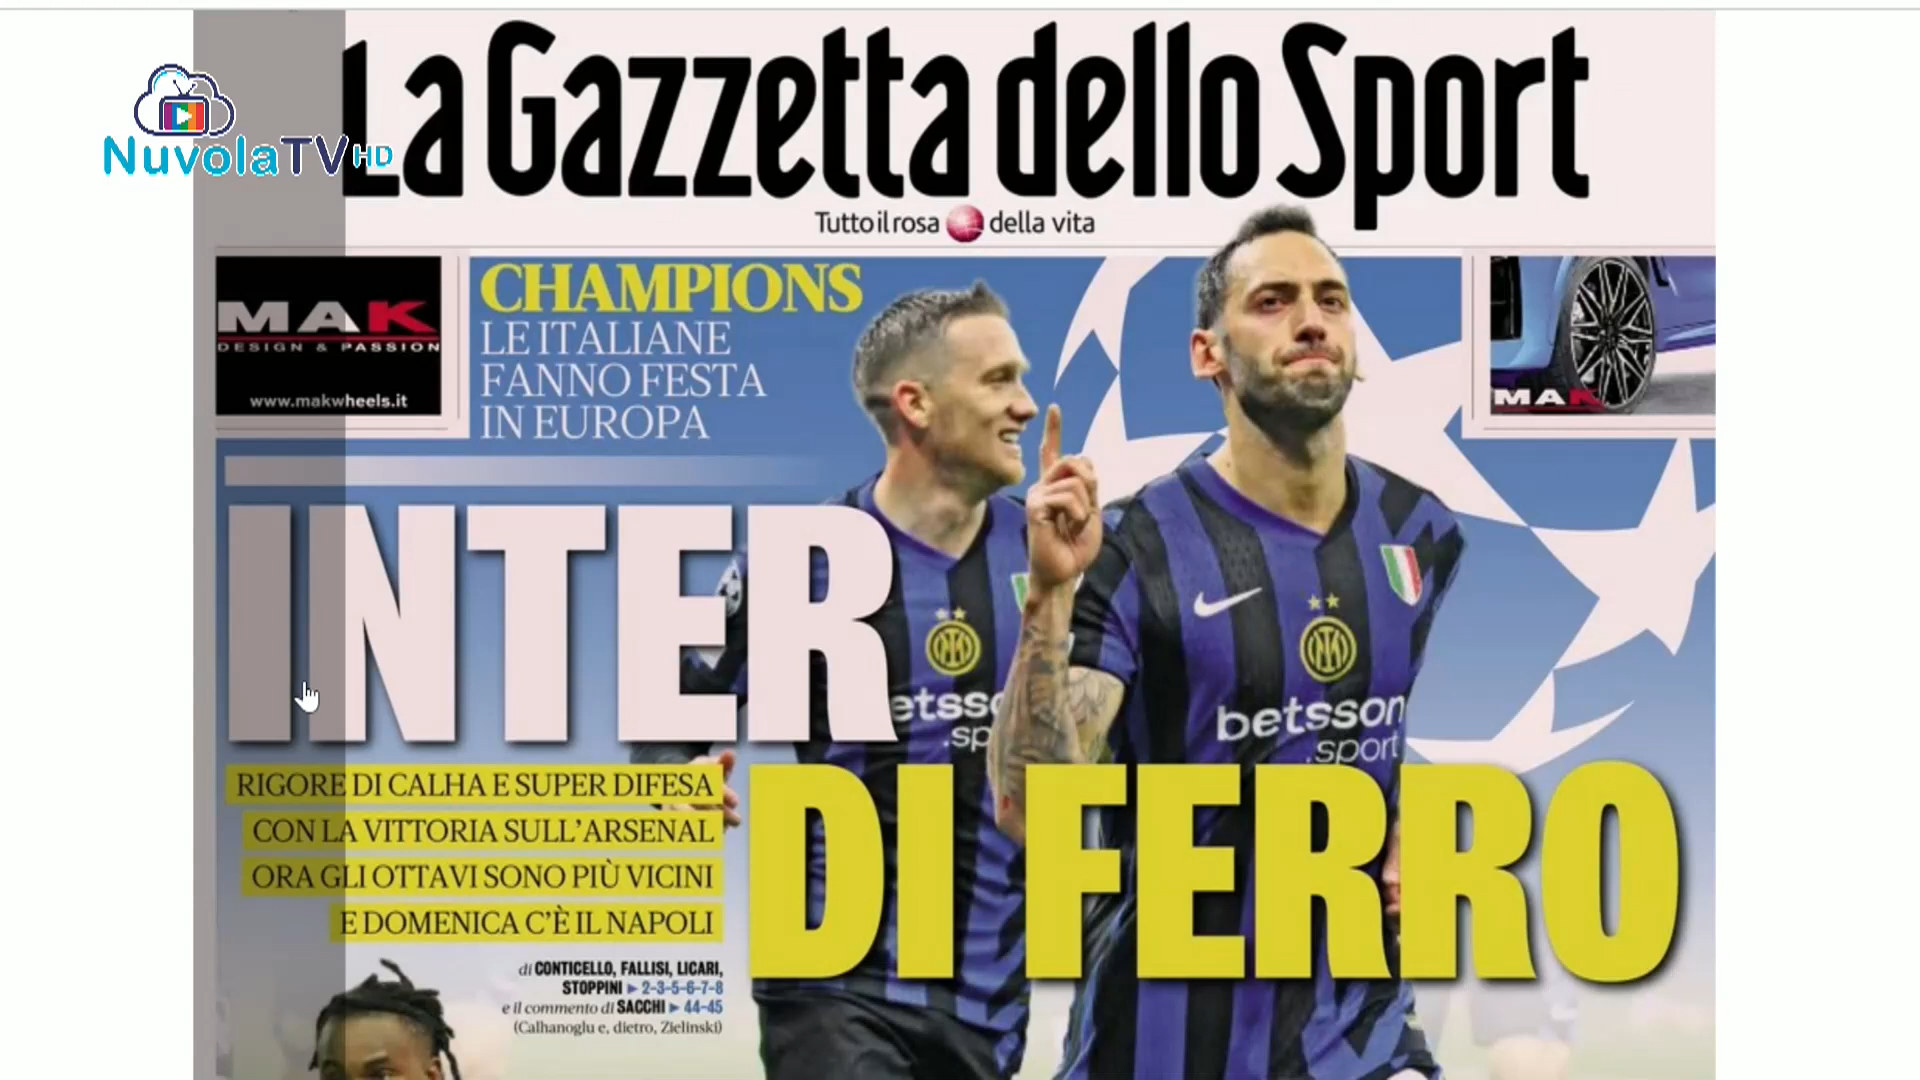 La Gazzetta dello Sport
NuvolaTV HD
Tutto il rosa della vita
MAK
DESIGN & PASSION
www.makwheels.it
CHAMPIONS
LE ITALIANE
FANNO FESTA
IN EUROPA
MAK
INTER
etsso
.sp
betsson
.sport
RIGORE DI CALHA E SUPER DIFESA
CON LA VITTORIA SULL'ARSENAL
ORA GLI OTTAVI SONO PIÙ VICINI
E DOMENICA C'È IL NAPOLI
DI FERRO
di CONTICELLO, FALLISI, LICARI,
STOPPINI ▶ 2-3-5-6-7-8
e il commento di SACCHI ▶ 44-45
(Calhanoglu e, dietro, Zielinski)